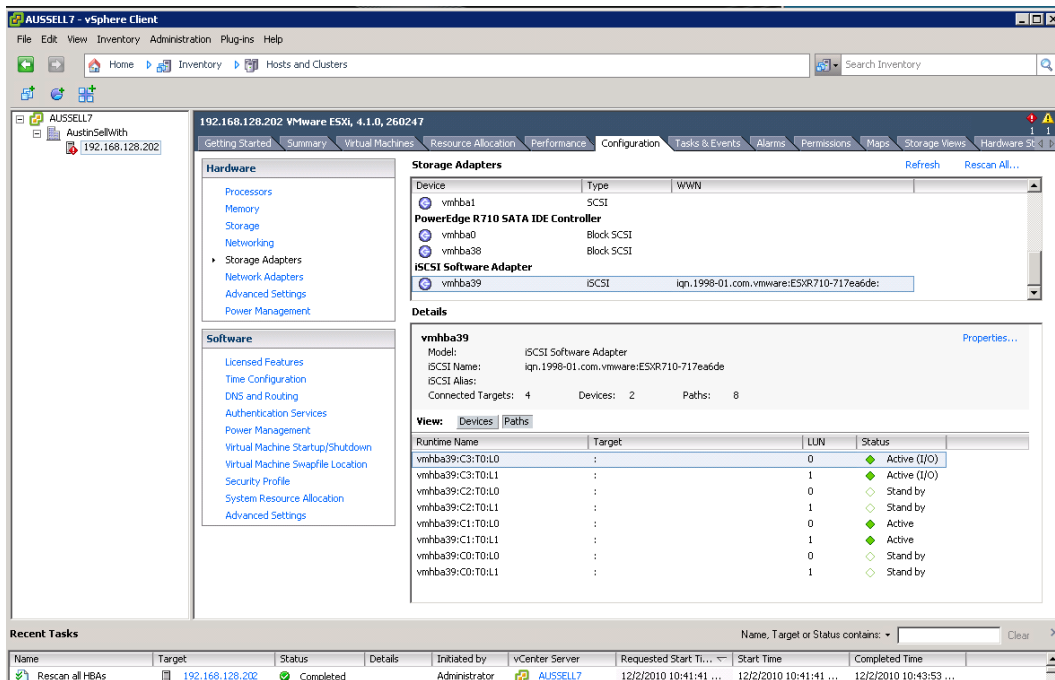 AUSSELL7 - vSphere Client
File Edit View Inventory Administration Plug-ins Help
Home Inventory Hosts and Clusters Search Inventory
AUSSELL7
AustinSellWith
192.168.128.202
192.168.128.202 VMware ESXi, 4.1.0, 260247
1 1
Getting Started Summary Virtual Machines Resource Allocation Performance Configuration Tasks & Events Alarms Permissions Maps Storage Views Hardware St
Hardware
Processors
Memory
Storage
Networking
Storage Adapters
Network Adapters
Advanced Settings
Power Management
Software
Licensed Features
Time Configuration
DNS and Routing
Authentication Services
Power Management
Virtual Machine Startup/Shutdown
Virtual Machine Swapfile Location
Security Profile
System Resource Allocation
Advanced Settings
Storage Adapters Refresh Rescan All...
Device Type WWN
vmhba1 SCSI
PowerEdge R710 SATA IDE Controller
vmhba0 Block SCSI
vmhba38 Block SCSI
iSCSI Software Adapter
vmhba39 iSCSI iqn.1998-01.com.vmware:ESXR710-717ea6de:
Details
vmhba39 Properties...
Model: iSCSI Software Adapter
iSCSI Name: iqn.1998-01.com.vmware:ESXR710-717ea6de
iSCSI Alias:
Connected Targets: 4 Devices: 2 Paths: 8
View: Devices Paths
Runtime Name Target LUN Status
vmhba39:C3:T0:L0 : 0 Active (I/O)
vmhba39:C3:T0:L1 : 1 Active (I/O)
vmhba39:C2:T0:L0 : 0 Stand by
vmhba39:C2:T0:L1 : 1 Stand by
vmhba39:C1:T0:L0 : 0 Active
vmhba39:C1:T0:L1 : 1 Active
vmhba39:C0:T0:L0 : 0 Stand by
vmhba39:C0:T0:L1 : 1 Stand by
Recent Tasks Name, Target or Status contains: Clear
Name Target Status Details Initiated by vCenter Server Requested Start Ti... Start Time Completed Time
Rescan all HBAs 192.168.128.202 Completed Administrator AUSSELL7 12/2/2010 10:41:41 ... 12/2/2010 10:41:41 ... 12/2/2010 10:43:53 ...